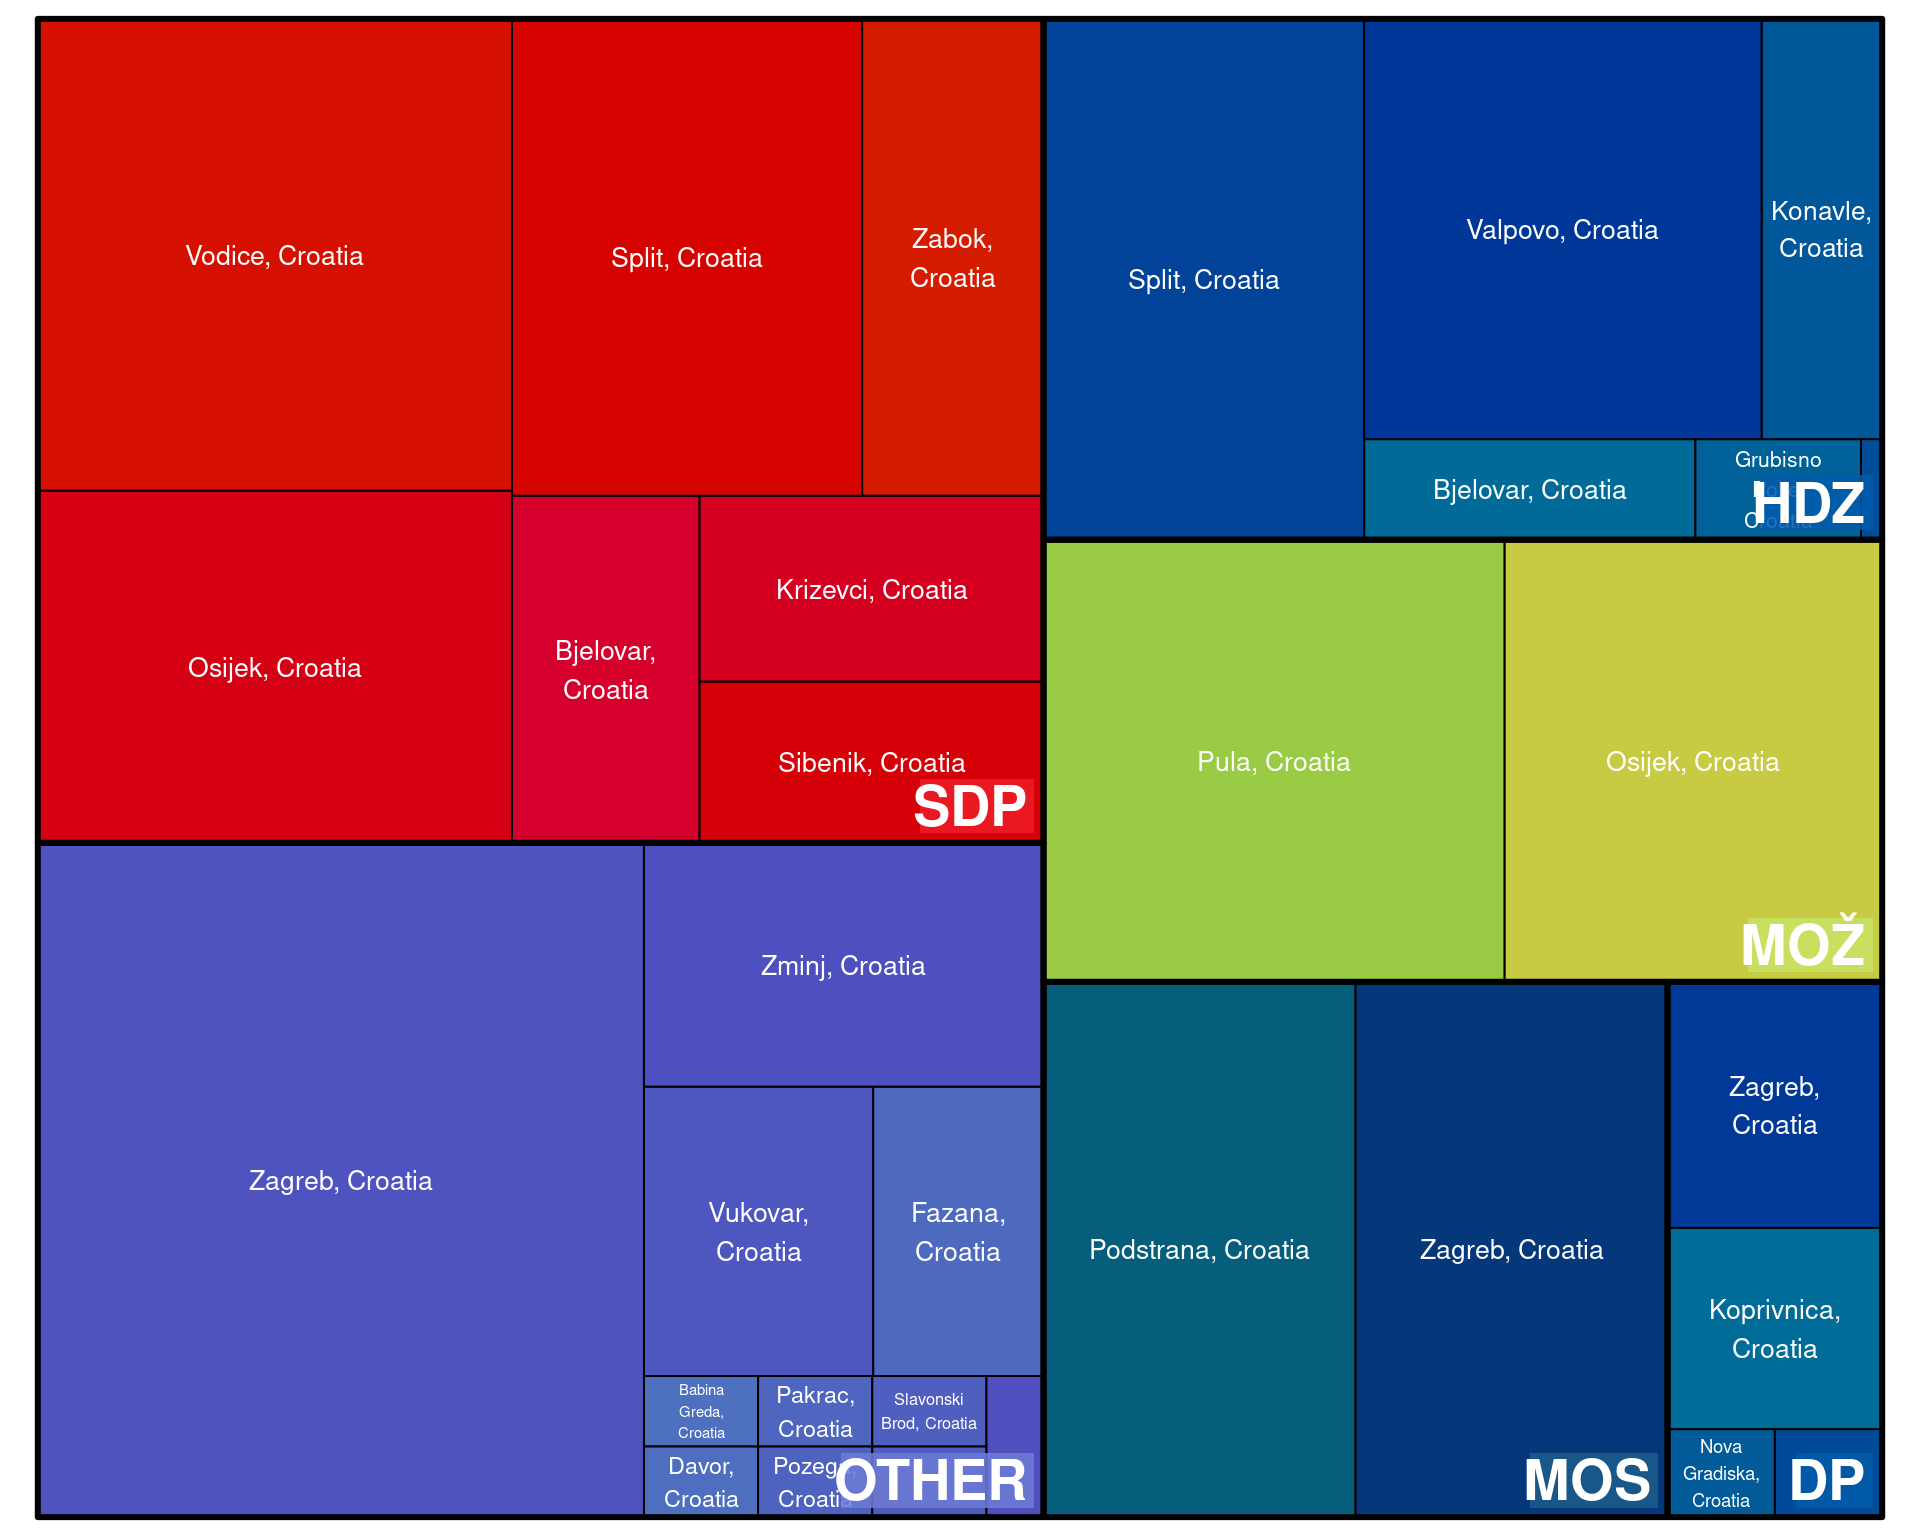 Vodice, Croatia
Split, Croatia
Zabok,
Croatia
Osijek, Croatia
Bjelovar,
Croatia
Krizevci, Croatia
Sibenik, Croatia
SDP
Split, Croatia
Valpovo, Croatia
Konavle,
Croatia
Bjelovar, Croatia
Grubisno
Croatia
HDZ
Pula, Croatia
Osijek, Croatia
MOŽ
Zagreb, Croatia
Zminj, Croatia
Vukovar,
Croatia
Fazana,
Croatia
Babina
Greda,
Croatia
Pakrac,
Croatia
Slavonski
Brod, Croatia
Davor,
Croatia
Pozega,
Croatia
OTHER
Podstrana, Croatia
Zagreb, Croatia
MOS
Zagreb,
Croatia
Koprivnica,
Croatia
Nova
Gradiska,
Croatia
DP